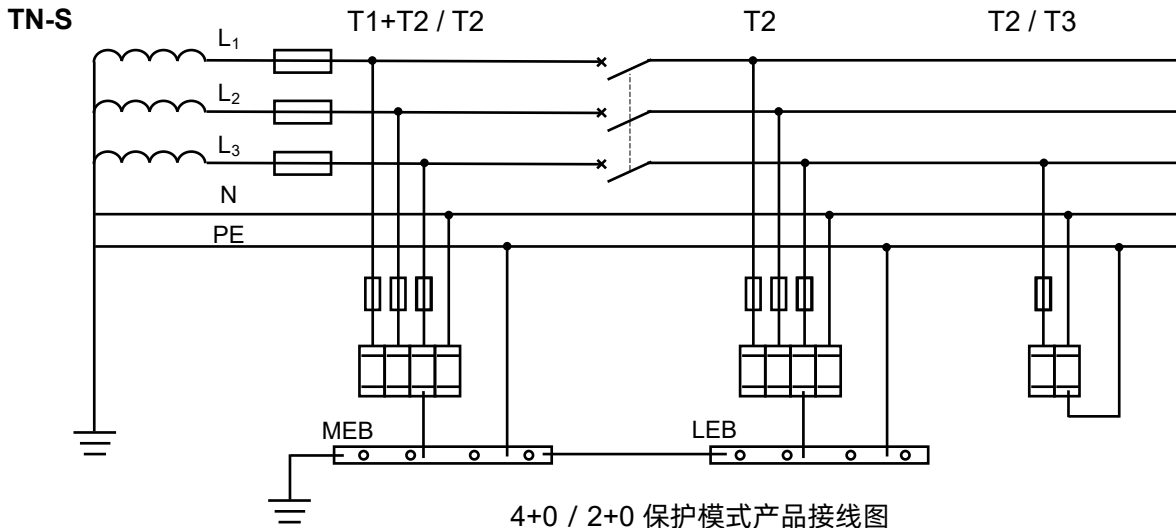 TN-S
T1+T2 / T2
T2
T2 / T3
L₁
L₂
L₃
N
PE
MEB
LEB
4+0 / 2+0 保护模式产品接线图